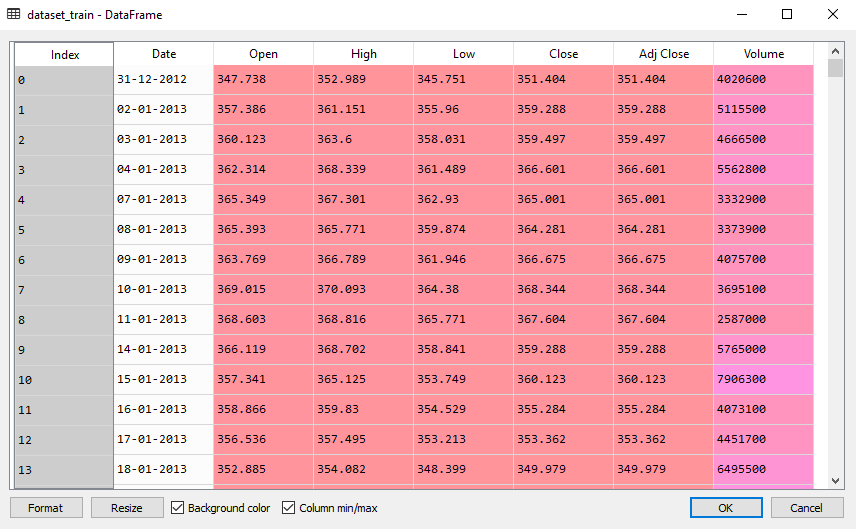 dataset_train - DataFrame
Index Date Open High Low Close Adj Close Volume
0 31-12-2012 347.738 352.989 345.751 351.404 351.404 4020600
1 02-01-2013 357.386 361.151 355.96 359.288 359.288 5115500
2 03-01-2013 360.123 363.6 358.031 359.497 359.497 4666500
3 04-01-2013 362.314 368.339 361.489 366.601 366.601 5562800
4 07-01-2013 365.349 367.301 362.93 365.001 365.001 3332900
5 08-01-2013 365.393 365.771 359.874 364.281 364.281 3373900
6 09-01-2013 363.769 366.789 361.946 366.675 366.675 4075700
7 10-01-2013 369.015 370.093 364.38 368.344 368.344 3695100
8 11-01-2013 368.603 368.816 365.771 367.604 367.604 2587000
9 14-01-2013 366.119 368.702 358.841 359.288 359.288 5765000
10 15-01-2013 357.341 365.125 353.749 360.123 360.123 7906300
11 16-01-2013 358.866 359.83 354.529 355.284 355.284 4073100
12 17-01-2013 356.536 357.495 353.213 353.362 353.362 4451700
13 18-01-2013 352.885 354.082 348.399 349.979 349.979 6495500
Format Resize Background color Column min/max OK Cancel